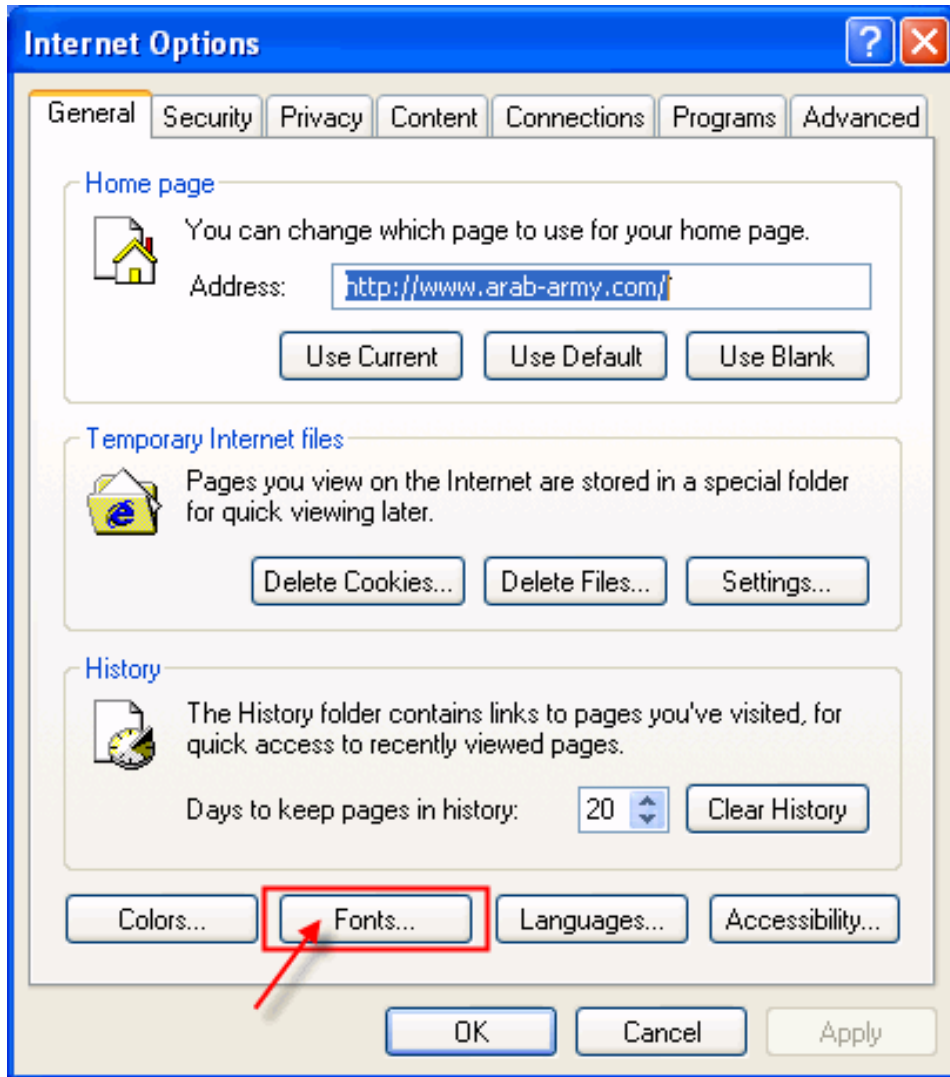 Internet Options
General Security Privacy Content Connections Programs Advanced
Home page
You can change which page to use for your home page.
Address: http://www.arab-army.com/
Use Current Use Default Use Blank
Temporary Internet files
Pages you view on the Internet are stored in a special folder
for quick viewing later.
Delete Cookies... Delete Files... Settings...
History
The History folder contains links to pages you've visited, for
quick access to recently viewed pages.
Days to keep pages in history: 20 Clear History
Colors... Fonts... Languages... Accessibility...
OK Cancel Apply